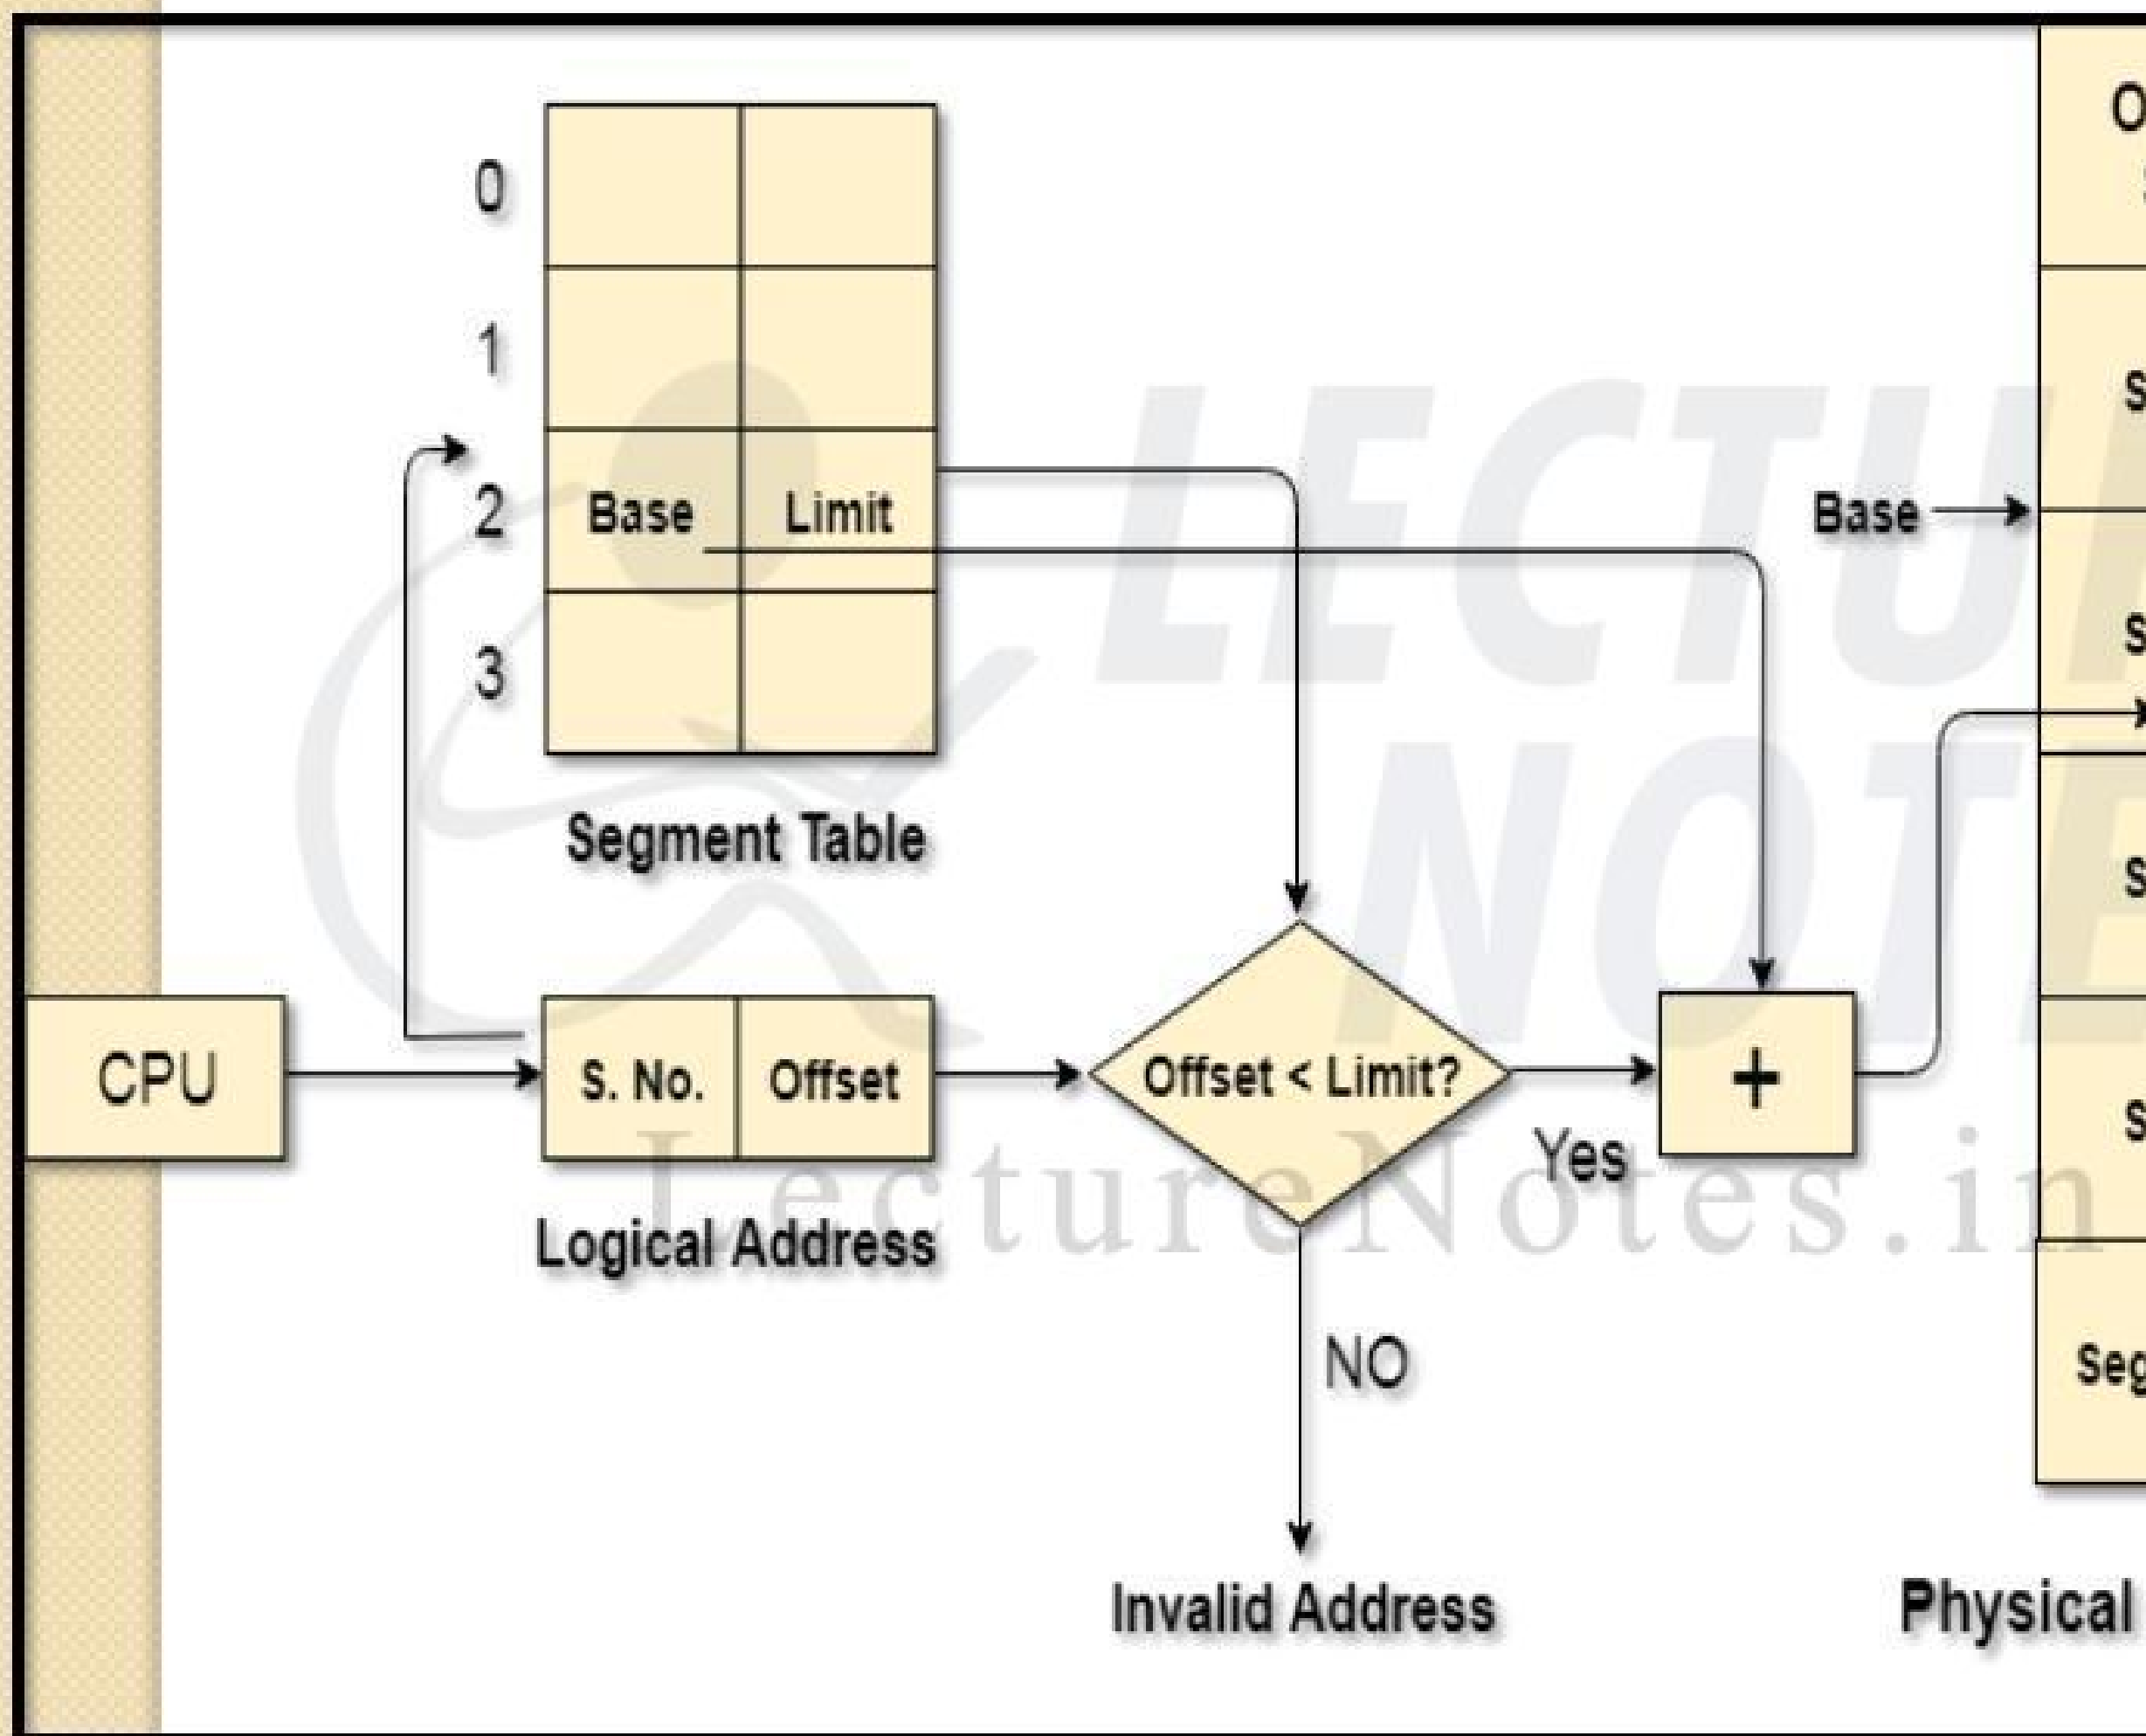 0
1
2
3
Base Limit
Base
Segment Table
CPU
S. No. Offset
Offset < Limit?
+
Yes
Logical Address
NO
Invalid Address
Physical
LectureNotes.in